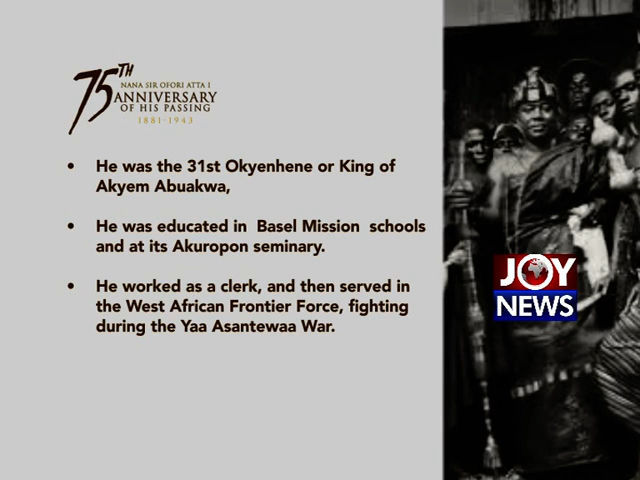 75TH
NANA SIR OFORI ATTA I
ANNIVERSARY
OF HIS PASSING
1881-1943
• He was the 31st Okyenhene or King of
Akyem Abuakwa,
• He was educated in Basel Mission schools
and at its Akuropon seminary.
• He worked as a clerk, and then served in
the West African Frontier Force, fighting
during the Yaa Asantewaa War.
JOY
NEWS